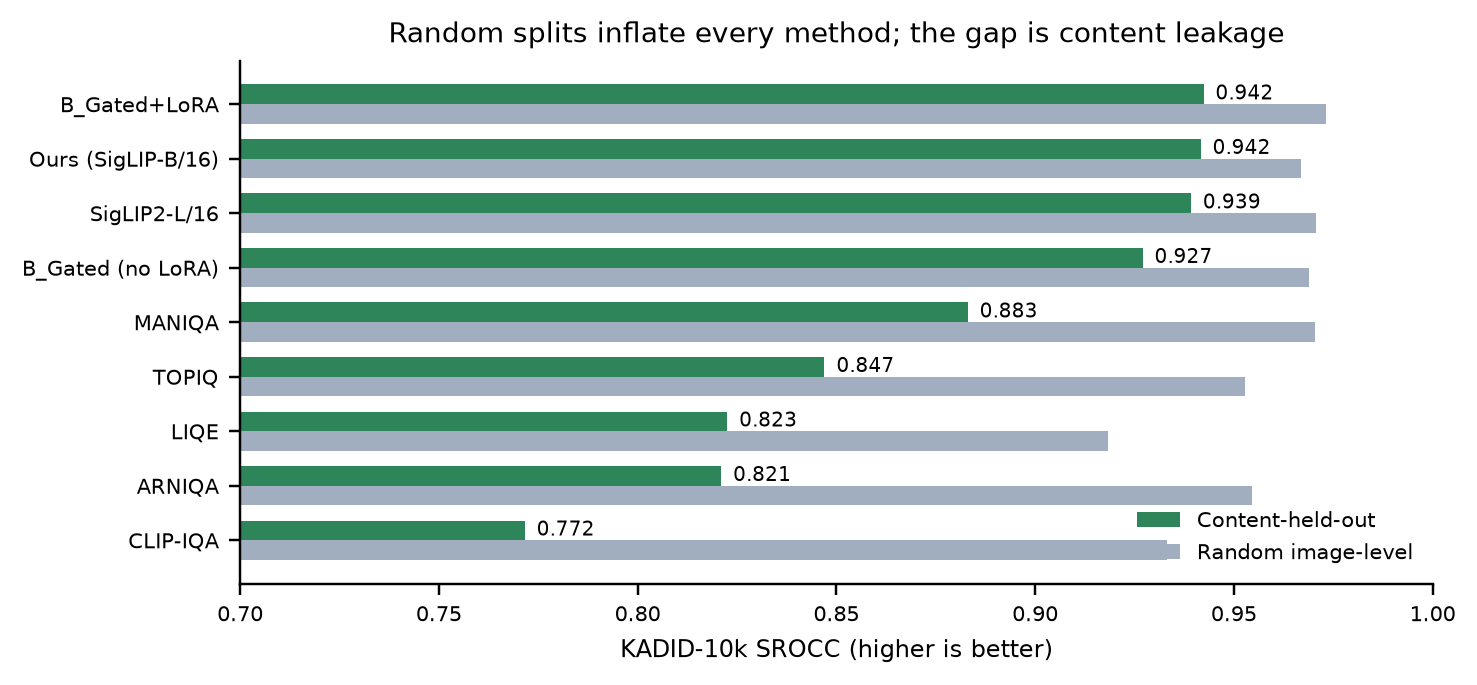 Random splits inflate every method; the gap is content leakage
B_Gated+LoRA
0.942
Ours (SigLIP-B/16)
0.942
SigLIP2-L/16
0.939
B_Gated (no LoRA)
0.927
MANIQA
0.883
TOPIQ
0.847
LIQE
0.823
ARNIQA
0.821
CLIP-IQA
0.772
Content-held-out
Random image-level
0.70 0.75 0.80 0.85 0.90 0.95 1.00
KADID-10k SROCC (higher is better)